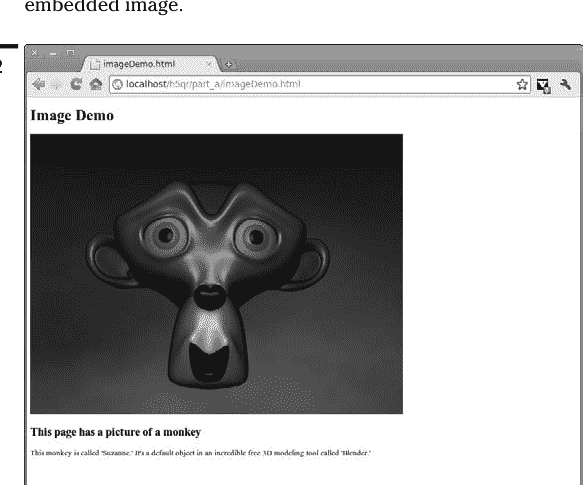 embedded image.
2
imageDemo.html
localhost/h5qr/part_a/imageDemo.html
Image Demo
This page has a picture of a monkey
This monkey is called "Suzanne." It's a default object in an incredible free 3D modeling tool called "Blender."